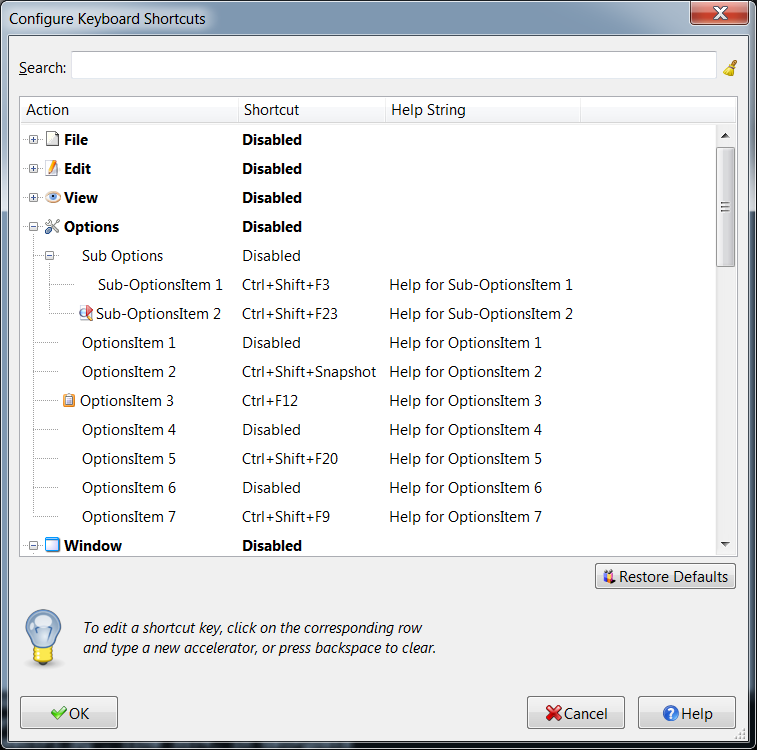 Configure Keyboard Shortcuts
Search:
Action Shortcut Help String
File Disabled
Edit Disabled
View Disabled
Options Disabled
Sub Options Disabled
Sub-OptionsItem 1 Ctrl+Shift+F3 Help for Sub-OptionsItem 1
Sub-OptionsItem 2 Ctrl+Shift+F23 Help for Sub-OptionsItem 2
OptionsItem 1 Disabled Help for OptionsItem 1
OptionsItem 2 Ctrl+Shift+Snapshot Help for OptionsItem 2
OptionsItem 3 Ctrl+F12 Help for OptionsItem 3
OptionsItem 4 Disabled Help for OptionsItem 4
OptionsItem 5 Ctrl+Shift+F20 Help for OptionsItem 5
OptionsItem 6 Disabled Help for OptionsItem 6
OptionsItem 7 Ctrl+Shift+F9 Help for OptionsItem 7
Window Disabled
Restore Defaults
To edit a shortcut key, click on the corresponding row
and type a new accelerator, or press backspace to clear.
OK Cancel Help